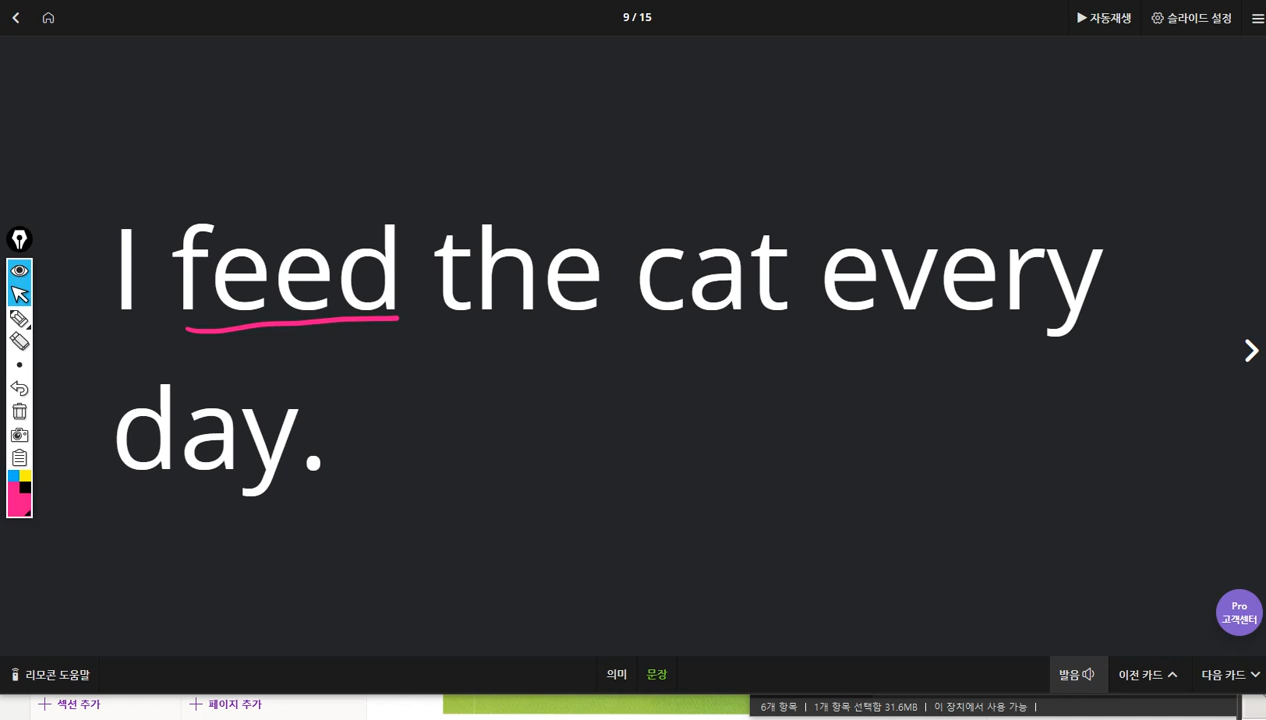 9 / 15
자동재생
슬라이드 설정
I feed the cat every
day.
Pro
고객센터
리모콘 도움말
의미
문장
발음
이전 카드
다음 카드
섹션 추가
페이지 추가
6개 항목 | 1개 항목 선택함 31.6MB | 이 장치에서 사용 가능 |